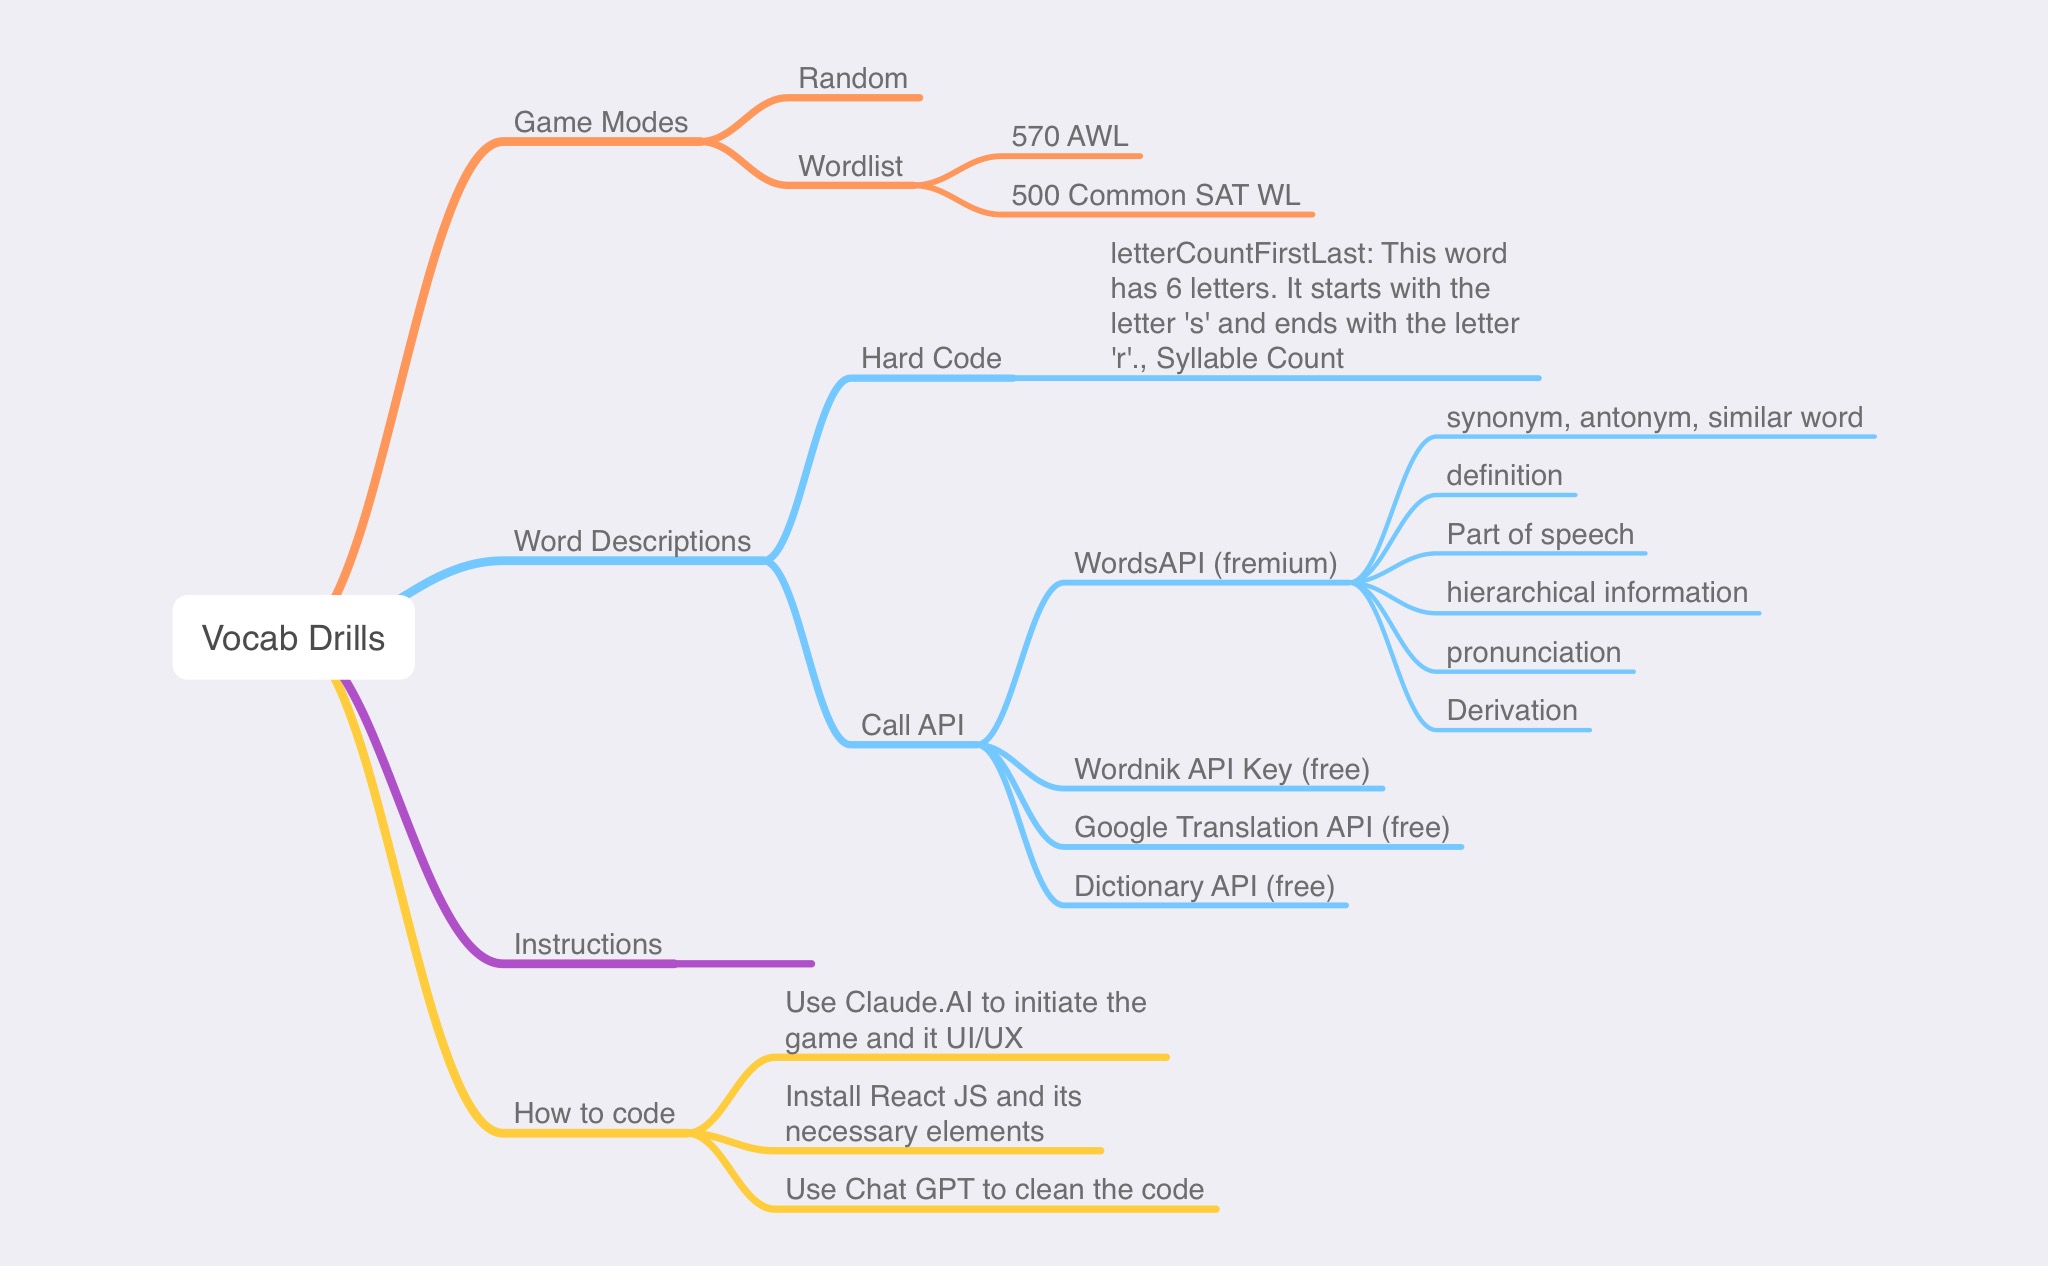 Vocab Drills
Game Modes
Random
Wordlist
570 AWL
500 Common SAT WL
Word Descriptions
Hard Code
letterCountFirstLast: This word
has 6 letters. It starts with the
letter 's' and ends with the letter
'r'., Syllable Count
Call API
WordsAPI (fremium)
synonym, antonym, similar word
definition
Part of speech
hierarchical information
pronunciation
Derivation
Wordnik API Key (free)
Google Translation API (free)
Dictionary API (free)
Instructions
How to code
Use Claude.AI to initiate the
game and it UI/UX
Install React JS and its
necessary elements
Use Chat GPT to clean the code